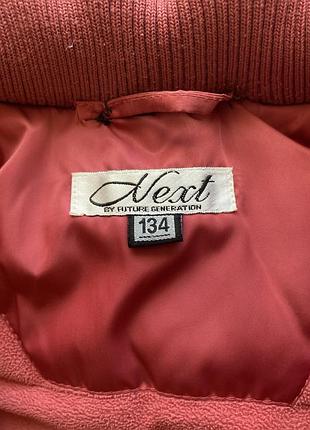 Next
BY FUTURE GENERATION
134